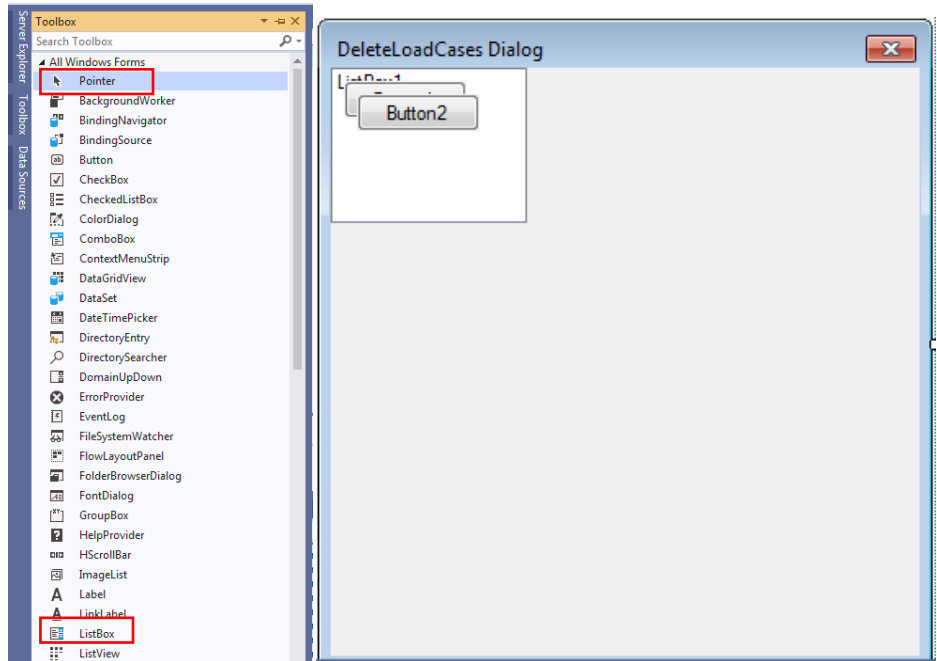 Server Explorer
Toolbox
Data Sources
Toolbox
Search Toolbox
All Windows Forms
Pointer
BackgroundWorker
BindingNavigator
BindingSource
Button
CheckBox
CheckedListBox
ColorDialog
ComboBox
ContextMenuStrip
DataGridView
DataSet
DateTimePicker
DirectoryEntry
DirectorySearcher
DomainUpDown
ErrorProvider
EventLog
FileSystemWatcher
FlowLayoutPanel
FolderBrowserDialog
FontDialog
GroupBox
HelpProvider
HScrollBar
ImageList
Label
LinkLabel
ListBox
ListView
DeleteLoadCases Dialog
ListBox1
Button2